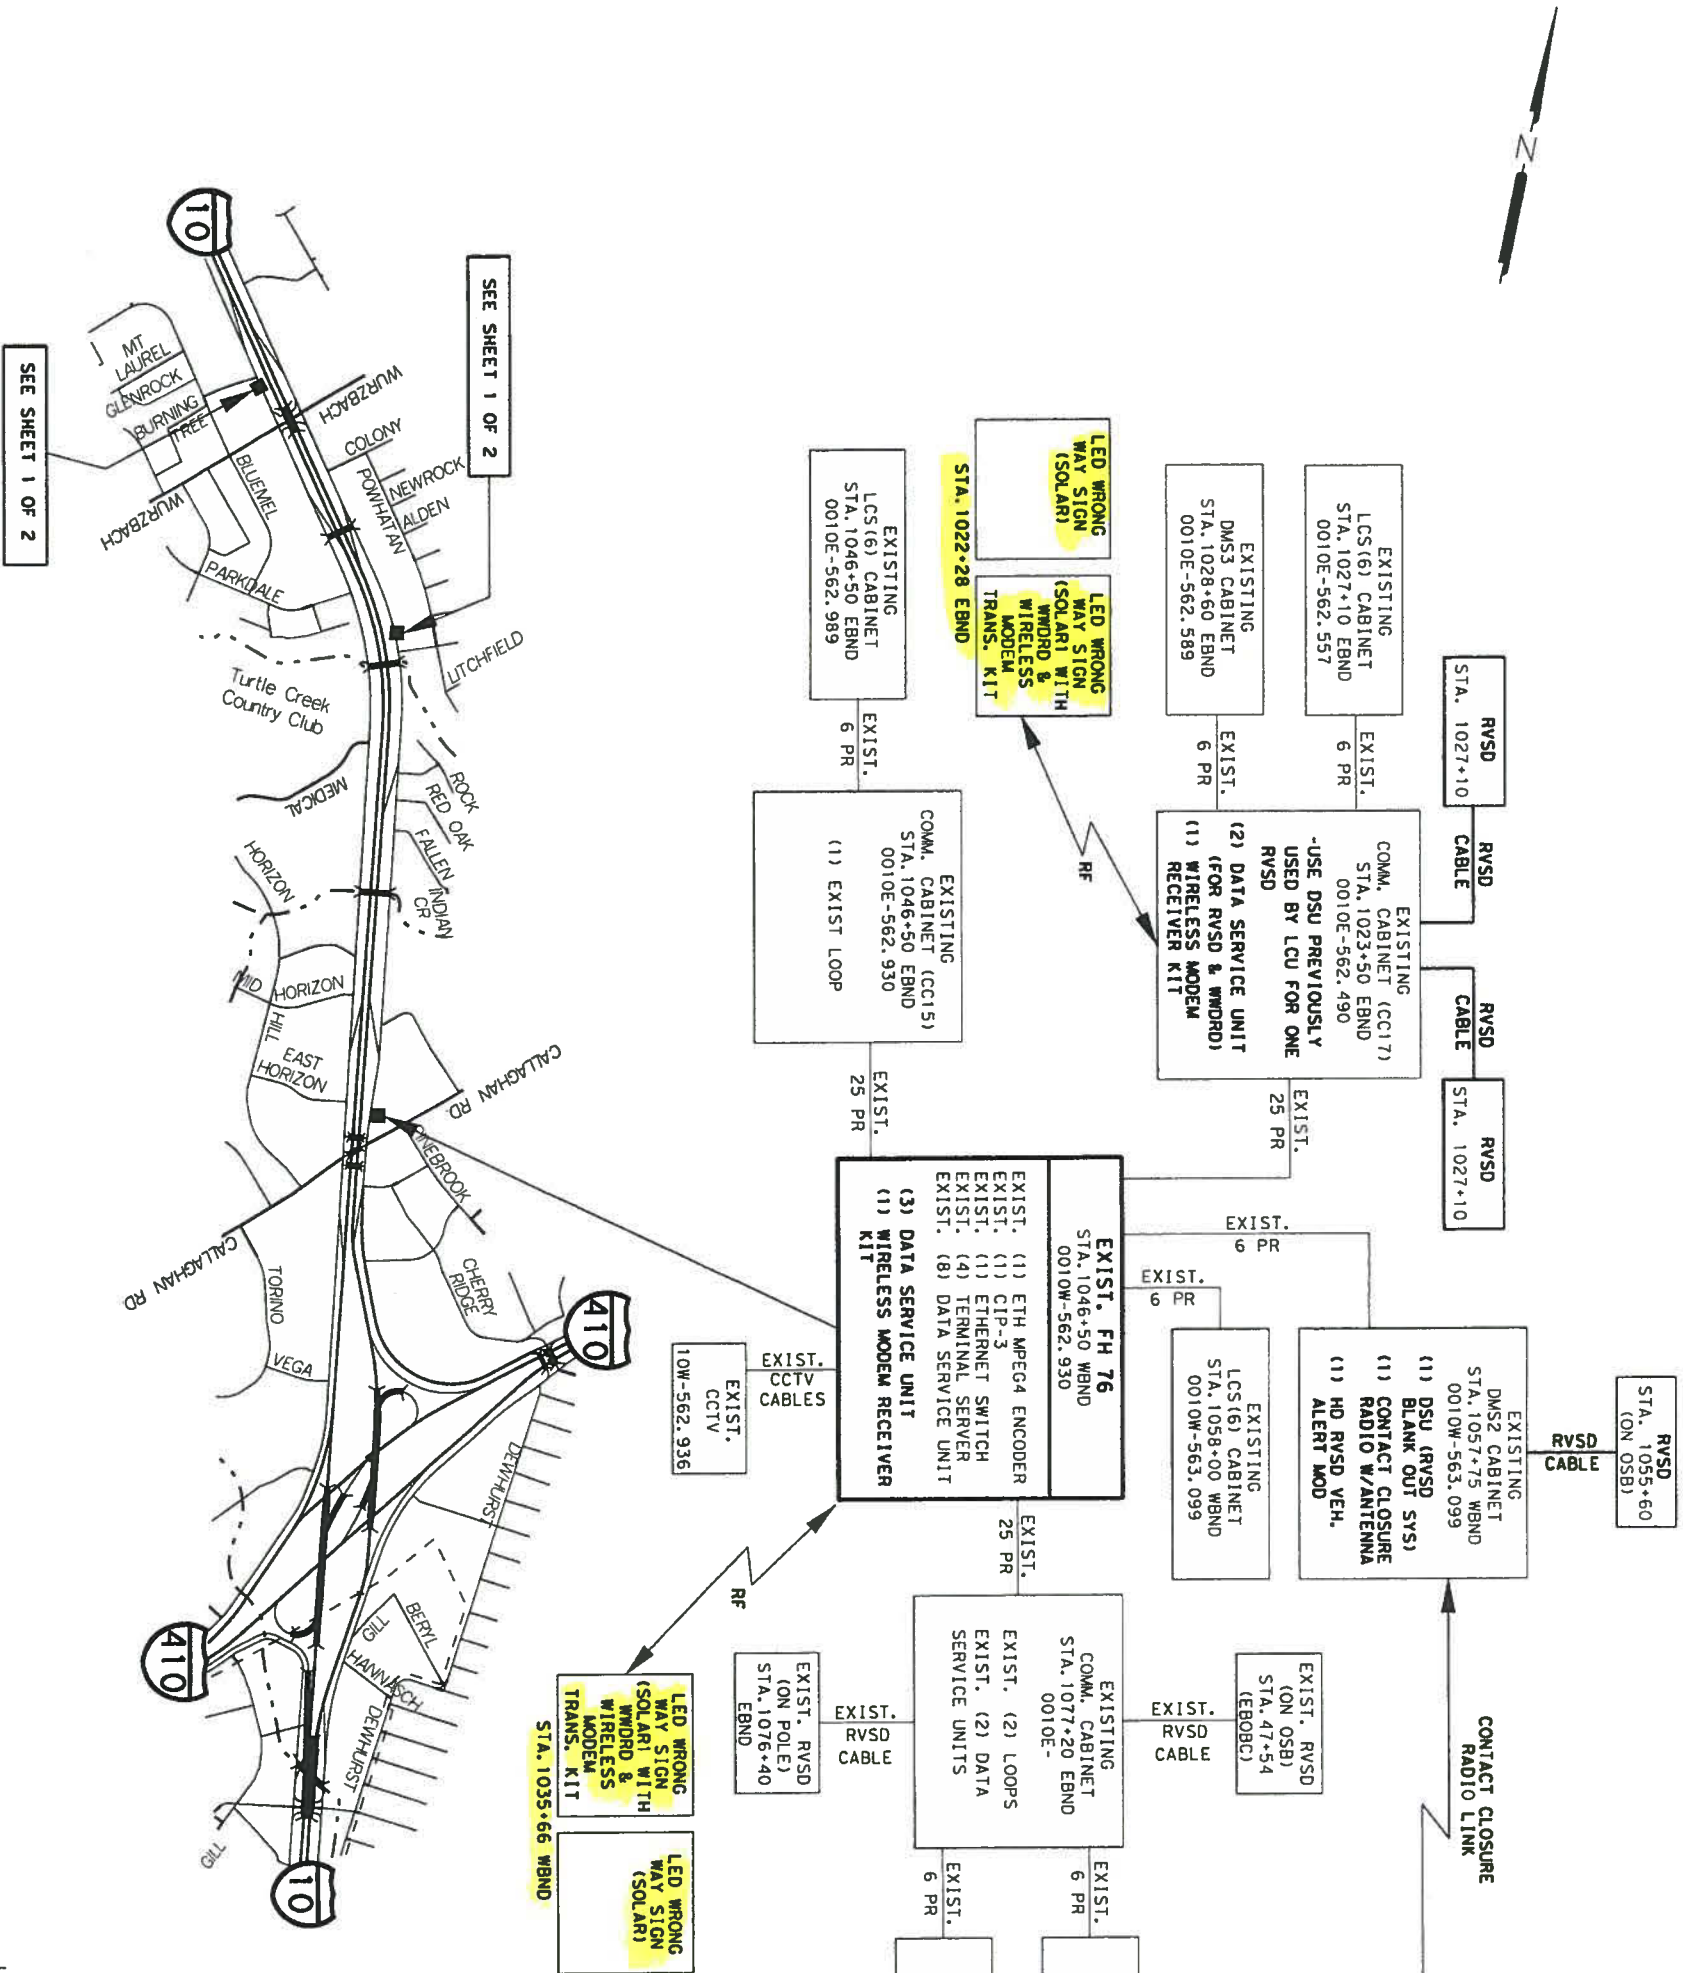 N
RVSD
STA. 1055+60
(ON OSB)
RVSD
CABLE
EXISTING
DMS2 CABINET
STA. 1057+75 WBND
0010W-563.099
(1) DSU (RVSD
BLANK OUT SYS)
(1) CONTACT CLOSURE
RADIO W/ANTENNA
(1) HD RVSD VEH.
ALERT MOD
CONTACT CLOSURE
RADIO LINK
RVSD
STA. 1027+10
RVSD
CABLE
RVSD
CABLE
RVSD
STA. 1027+10
EXISTING
LCS(6) CABINET
STA. 1027+10 EBND
0010E-562.557
EXIST.
6 PR
EXISTING
DMS3 CABINET
STA. 1028+60 EBND
0010E-562.589
EXIST.
6 PR
EXISTING
COMM. CABINET (CC17)
STA. 1023+50 EBND
0010E-562.490
-USE DSU PREVIOUSLY
USED BY LCU FOR ONE
RVSD
(2) DATA SERVICE UNIT
(FOR RVSD & WWDRD)
(1) WIRELESS MODEM
RECEIVER KIT
EXIST.
25 PR
EXIST.
6 PR
EXIST.
6 PR
EXISTING
LCS(6) CABINET
STA. 1058+00 WBND
0010W-563.099
EXIST. RVSD
(ON OSB)
STA. 47+54
(EBOBC)
EXIST.
RVSD
CABLE
LED WRONG
WAY SIGN
(SOLAR)
LED WRONG
WAY SIGN
(SOLAR1 WITH
WWDRD &
WIRELESS
MODEM
TRANS. KIT
STA. 1022+28 EBND
RF
EXIST. FH 76
STA. 1046+50 WBND
0010W-562.930
EXIST. (1) ETH MPEG4 ENCODER
EXIST. (1) CIP-3
EXIST. (1) ETHERNET SWITCH
EXIST. (4) TERMINAL SERVER
EXIST. (8) DATA SERVICE UNIT
(3) DATA SERVICE UNIT
(1) WIRELESS MODEM RECEIVER
KIT
EXIST.
25 PR
EXISTING
COMM. CABINET
STA. 1077+20 EBND
0010E-
EXIST. (2) LOOPS
EXIST. (2) DATA
SERVICE UNITS
EXIST.
6 PR
EXIST.
6 PR
EXISTING
LCS(6) CABINET
STA. 1046+50 EBND
0010E-562.989
EXIST.
6 PR
EXISTING
COMM. CABINET (CC15)
STA. 1046+50 EBND
0010E-562.930
(1) EXIST LOOP
EXIST.
25 PR
EXIST.
CCTV
CABLES
EXIST.
CCTV
10W-562.936
EXIST.
RVSD
CABLE
EXIST. RVSD
(ON POLE)
STA. 1076+40
EBND
RF
LED WRONG
WAY SIGN
(SOLAR1 WITH
WWDRD &
WIRELESS
MODEM
TRANS. KIT
LED WRONG
WAY SIGN
(SOLAR)
STA. 1035+66 WBND
SEE SHEET 1 OF 2
SEE SHEET 1 OF 2
10
WURZBACH
COLONY
NEWROCK
POWHATAN
ALDEN
LITCHFIELD
MT
LAUREL
GLENROCK
BURNING
TREE
BLUEMEL
WURZBACH
PARKDALE
Turtle Creek
Country Club
MEDICAL
ROCK
RED OAK
FALLEN
INDIAN
CR
HORIZON
MID
HORIZON
HILL
EAST
HORIZON
CALLAGHAN RD.
PINEBROOK
CHERRY
RIDGE
CALLAGHAN RD
TORINO
VEGA
410
DEWHURST
BERYL
GILL
HANNASCH
DEWHURST
410
GILL
10